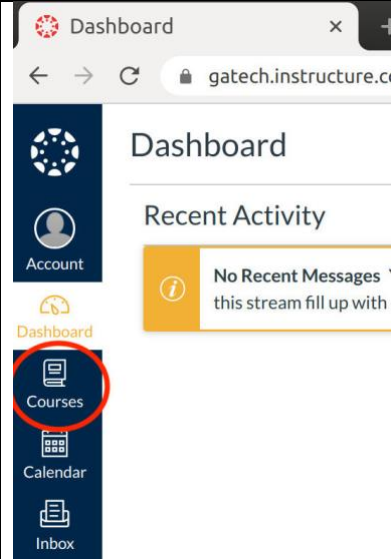 Dashboard
gatech.instructure.c
Dashboard
Recent Activity
Account
No Recent Messages
this stream fill up with
Dashboard
Courses
Calendar
Inbox